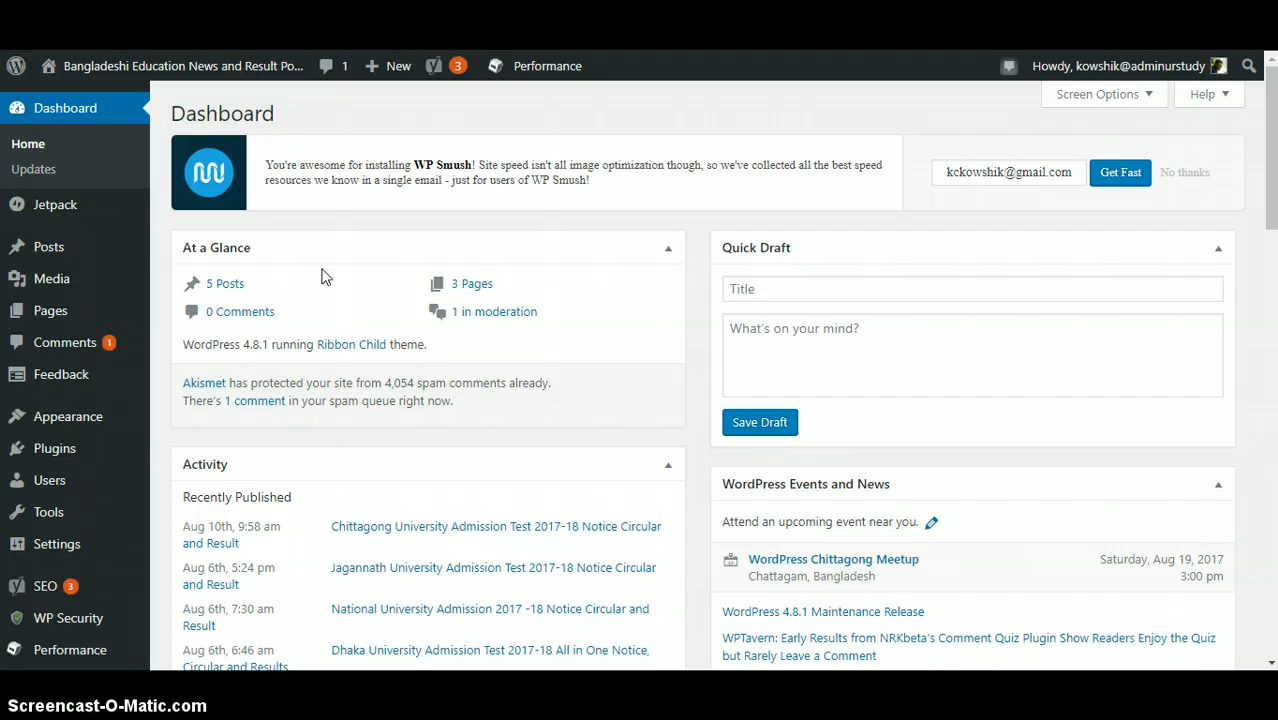 Bangladeshi Education News and Result Po... 1 New 3 Performance Howdy, kowshik@adminurstudy
Screen Options Help
Dashboard
Home
Updates
Jetpack
Posts
Media
Pages
Comments 1
Feedback
Appearance
Plugins
Users
Tools
Settings
SEO 3
WP Security
Performance
Dashboard
You're awesome for installing WP Smush! Site speed isn't all image optimization though, so we've collected all the best speed
resources we know in a single email - just for users of WP Smush!
kckowshik@gmail.com Get Fast No thanks
At a Glance
5 Posts 3 Pages
0 Comments 1 in moderation
WordPress 4.8.1 running Ribbon Child theme.
Akismet has protected your site from 4,054 spam comments already.
There's 1 comment in your spam queue right now.
Activity
Recently Published
Aug 10th, 9:58 am Chittagong University Admission Test 2017-18 Notice Circular
and Result
Aug 6th, 5:24 pm Jagannath University Admission Test 2017-18 Notice Circular
and Result
Aug 6th, 7:30 am National University Admission 2017 -18 Notice Circular and
Result
Aug 6th, 6:46 am Dhaka University Admission Test 2017-18 All in One Notice,
Circular and Results
Quick Draft
Title
What's on your mind?
Save Draft
WordPress Events and News
Attend an upcoming event near you.
WordPress Chittagong Meetup Saturday, Aug 19, 2017
Chattagam, Bangladesh 3:00 pm
WordPress 4.8.1 Maintenance Release
WPTavern: Early Results from NRKbeta's Comment Quiz Plugin Show Readers Enjoy the Quiz
but Rarely Leave a Comment
Screencast-O-Matic.com